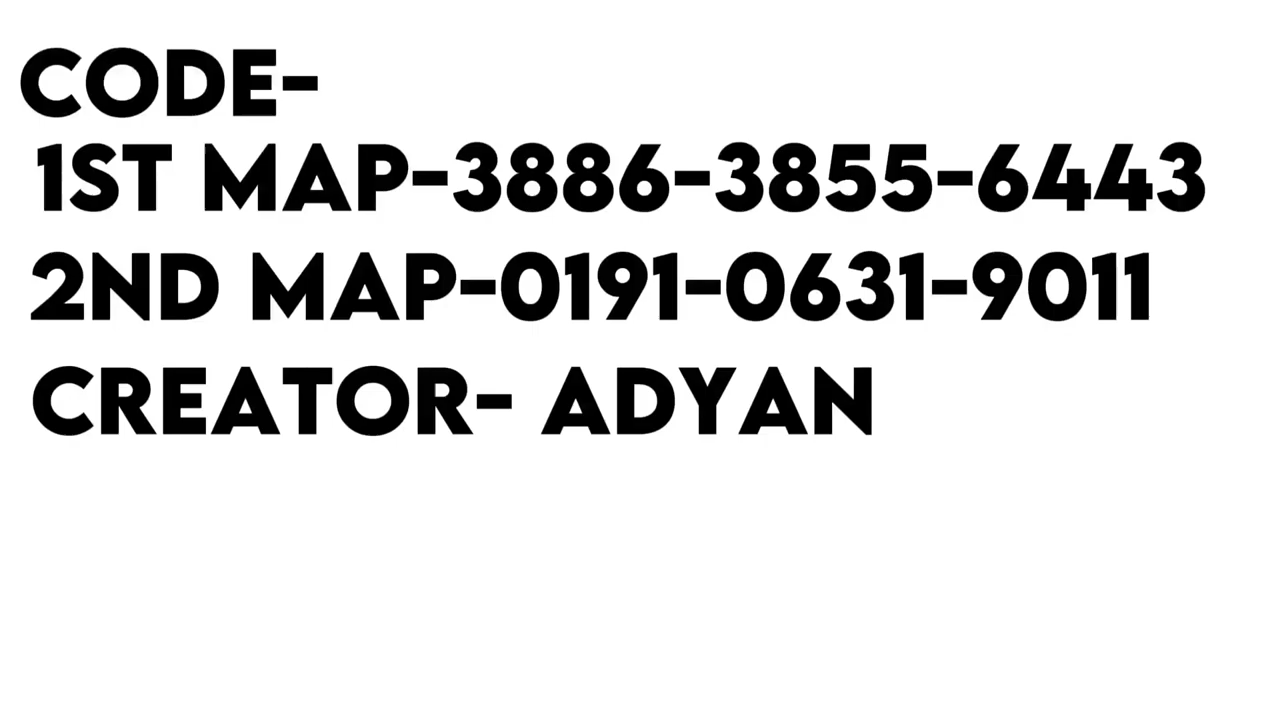 CODE-
1ST MAP-3886-3855-6443
2ND MAP-0191-0631-9011
CREATOR- ADYAN